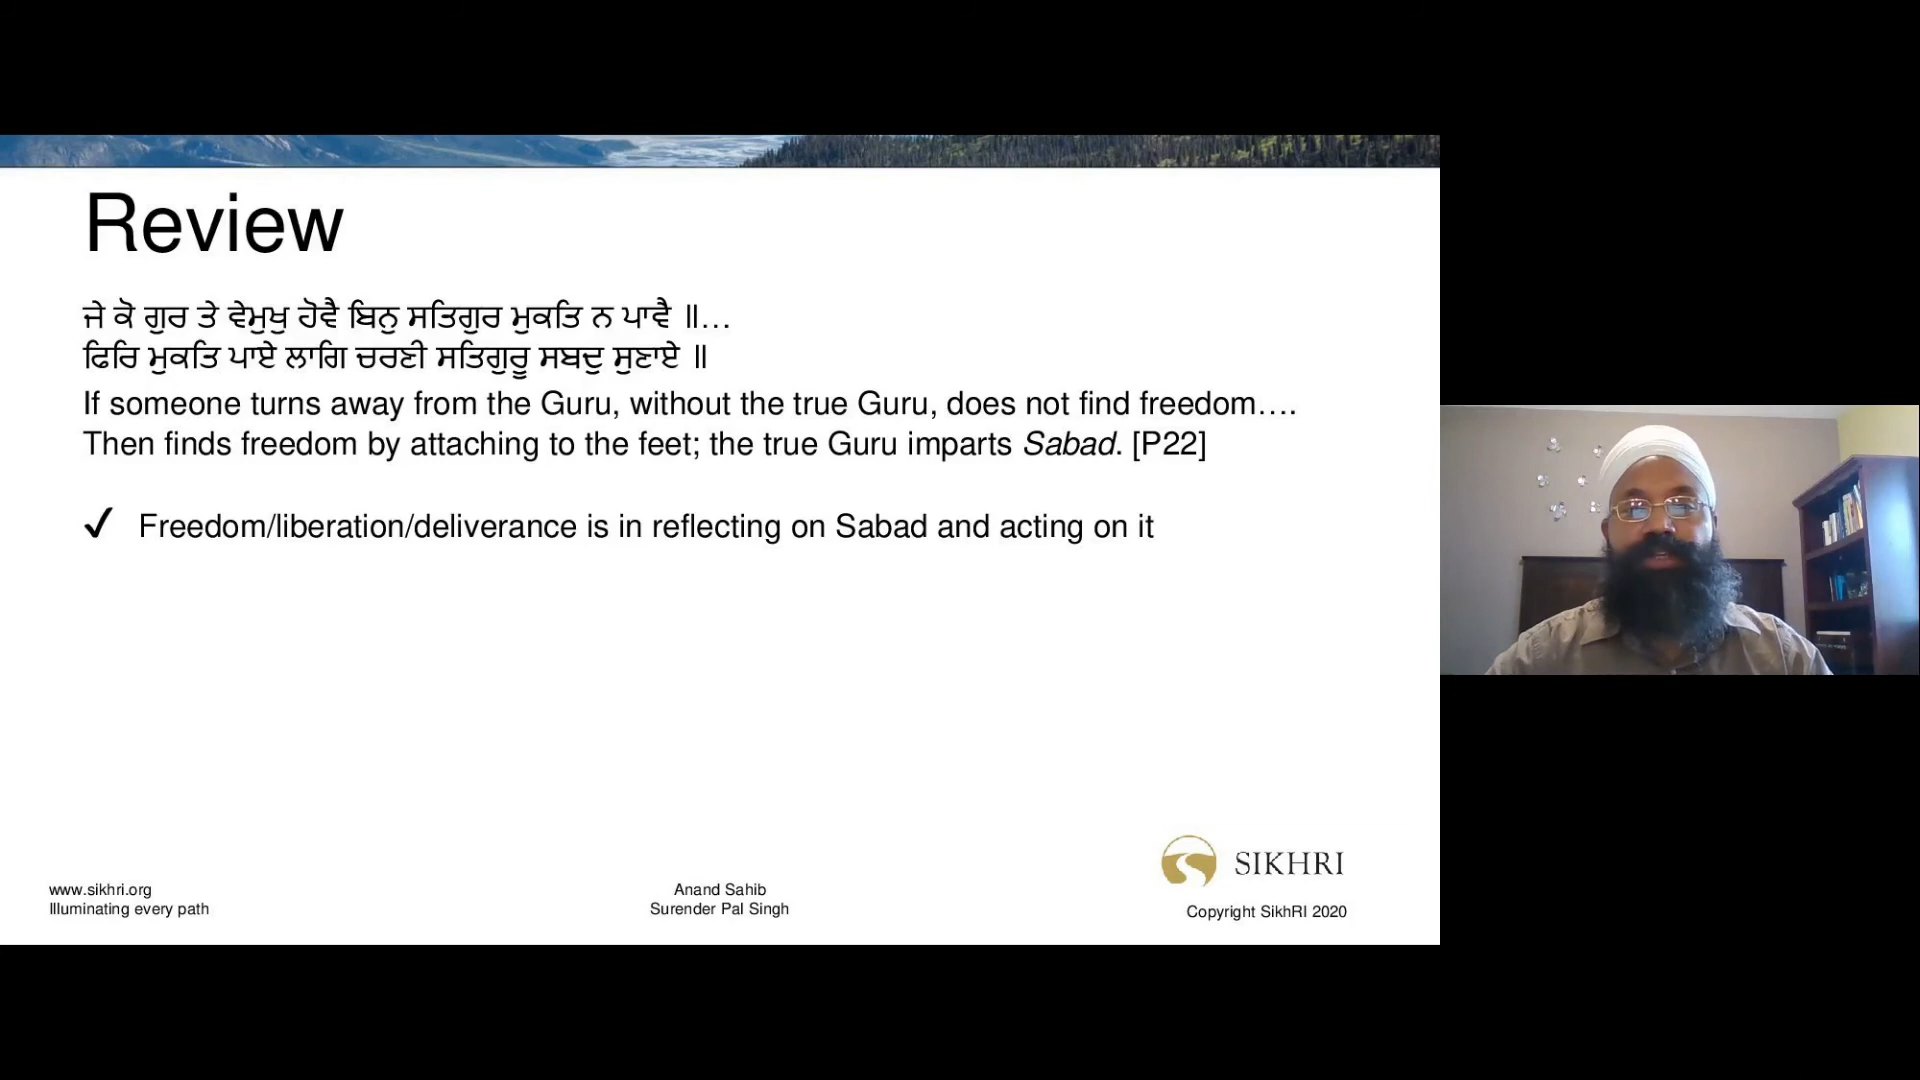 Review
ਜੇ ਕੋ ਗੁਰ ਤੇ ਵੇਮੁਖੁ ਹੋਵੈ ਬਿਨੁ ਸਤਿਗੁਰ ਮੁਕਤਿ ਨ ਪਾਵੈ ॥…
ਫਿਰਿ ਮੁਕਤਿ ਪਾਏ ਲਾਗਿ ਚਰਣੀ ਸਤਿਗੁਰੂ ਸਬਦੁ ਸੁਣਾਏ ॥
If someone turns away from the Guru, without the true Guru, does not find freedom….
Then finds freedom by attaching to the feet; the true Guru imparts Sabad. [P22]
✓ Freedom/liberation/deliverance is in reflecting on Sabad and acting on it
www.sikhri.org
Illuminating every path
Anand Sahib
Surender Pal Singh
SIKHRI
Copyright SikhRI 2020